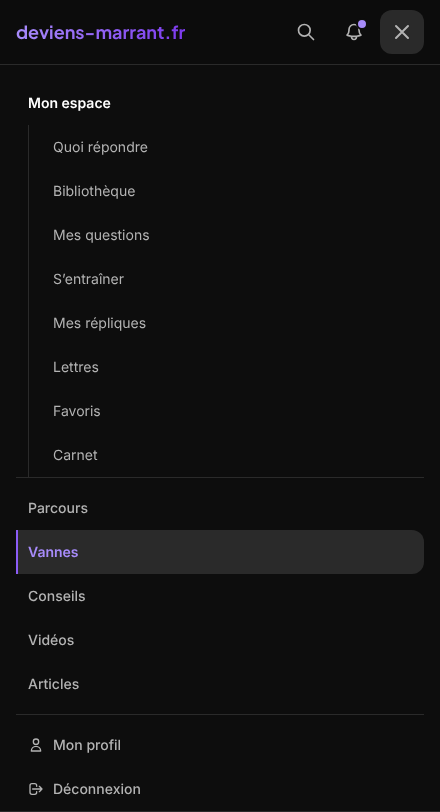 deviens-marrant.fr
Mon espace
Quoi répondre
Bibliothèque
Mes questions
S’entraîner
Mes répliques
Lettres
Favoris
Carnet
Parcours
Vannes
Conseils
Vidéos
Articles
Mon profil
Déconnexion